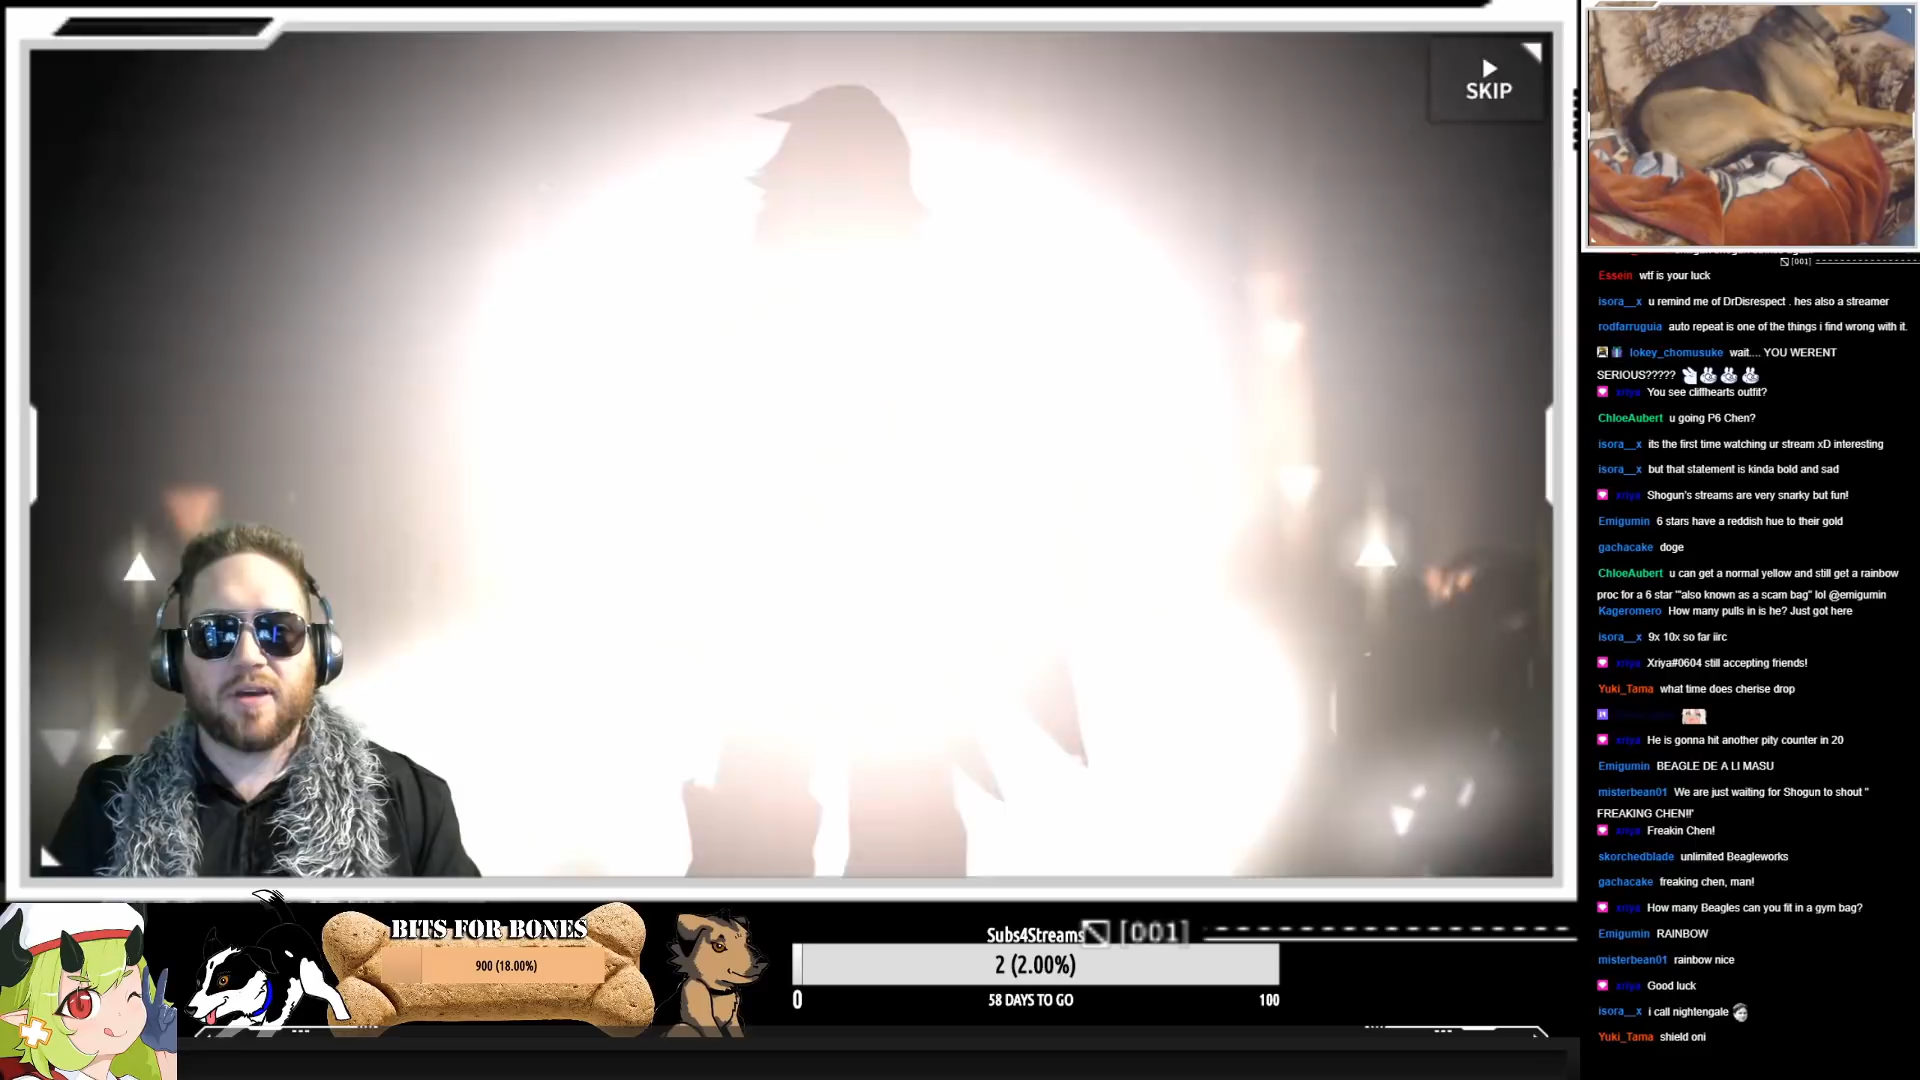 SKIP
[001]
Essein wtf is your luck
isora__x u remind me of DrDisrespect . hes also a streamer
rodfarruguia auto repeat is one of the things i find wrong with it.
lokey_chomusuke wait.... YOU WERENT
SERIOUS?????
xriya You see cliffhearts outfit?
ChloeAubert u going P6 Chen?
isora__x its the first time watching ur stream xD interesting
isora__x but that statement is kinda bold and sad
xriya Shogun's streams are very snarky but fun!
Emigumin 6 stars have a reddish hue to their gold
gachacake doge
ChloeAubert u can get a normal yellow and still get a rainbow
proc for a 6 star '"also known as a scam bag" lol @emigumin
Kageromero How many pulls in is he? Just got here
isora__x 9x 10x so far iirc
xriya Xriya#0604 still accepting friends!
Yuki_Tama what time does cherise drop
xriya He is gonna hit another pity counter in 20
Emigumin BEAGLE DE A LI MASU
misterbean01 We are just waiting for Shogun to shout "
FREAKING CHEN!!'
xriya Freakin Chen!
skorchedblade unlimited Beagleworks
gachacake freaking chen, man!
xriya How many Beagles can you fit in a gym bag?
Emigumin RAINBOW
misterbean01 rainbow nice
xriya Good luck
isora__x i call nightengale
Yuki_Tama shield oni
BITS FOR BONES
900 (18.00%)
Subs4Streams [001]
2 (2.00%)
0 58 DAYS TO GO 100